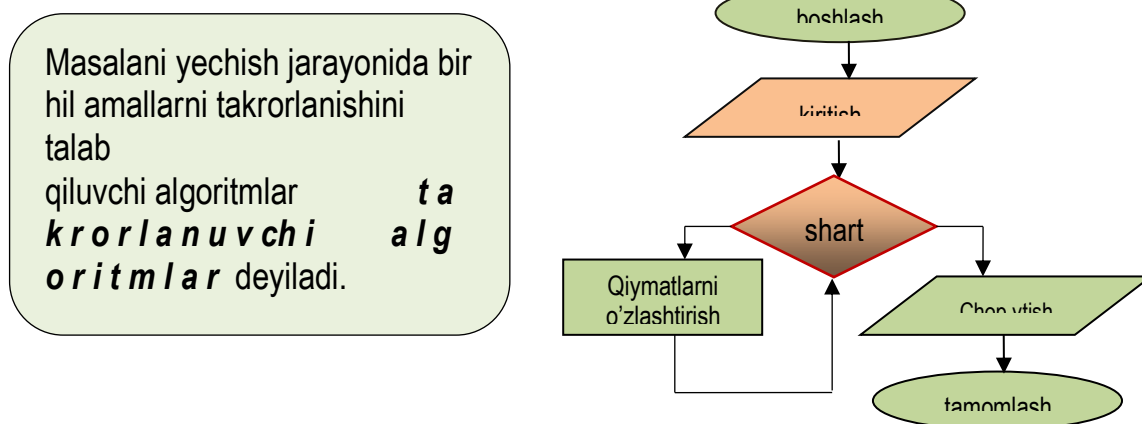 Masalani yechish jarayonida bir
hil amallarni takrorlanishini
talab
qiluvchi algoritmlar t a
k r o r l a n u v ch i a l g
o r i t m l a r deyiladi.
boshlash
kiritish
shart
Qiymatlarni
o’zlashtirish
Chop ytish
tamomlash